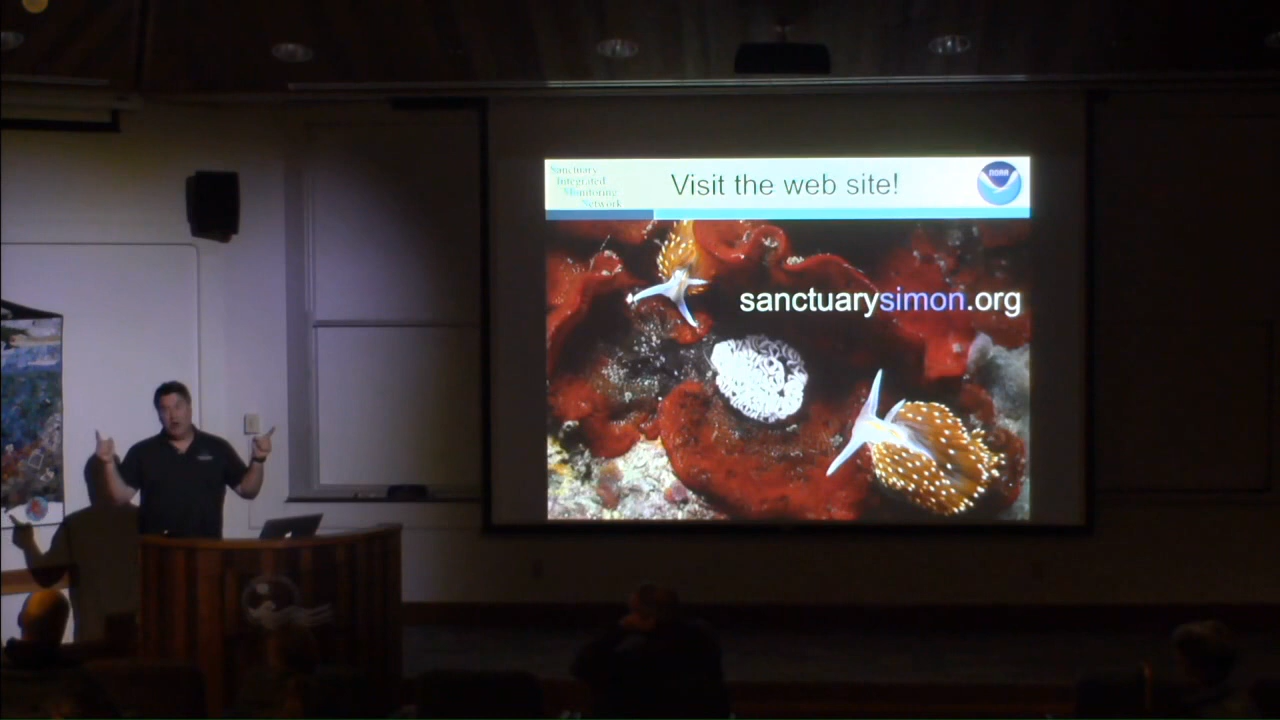 Sanctuary
Integrated
Monitoring
Network
Visit the web site!
NOAA
sanctuarysimon.org